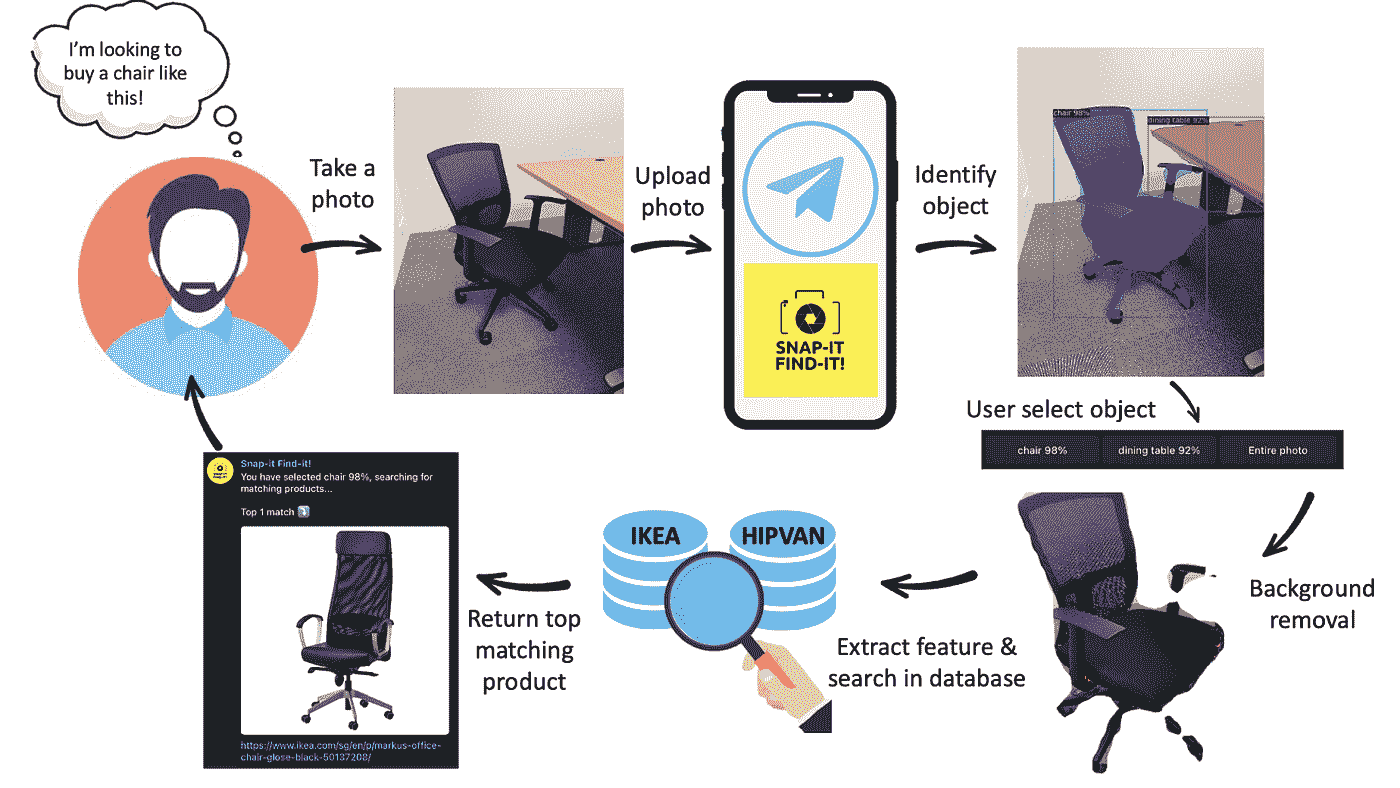 I'm looking to
buy a chair like
this!
Take a
photo
Upload
photo
SNAP-IT
FIND-IT!
Identify
object
chair 98%
dining table 92%
User select object
chair 98%
dining table 92%
Entire photo
Background
removal
Extract feature &
search in database
IKEA
HIPVAN
Return top
matching
product
Snap-it Find-it!
You have selected chair 98%, searching for
matching products...
Top 1 match
https://www.ikea.com/sg/en/p/markus-office-
chair-glose-black-50137208/